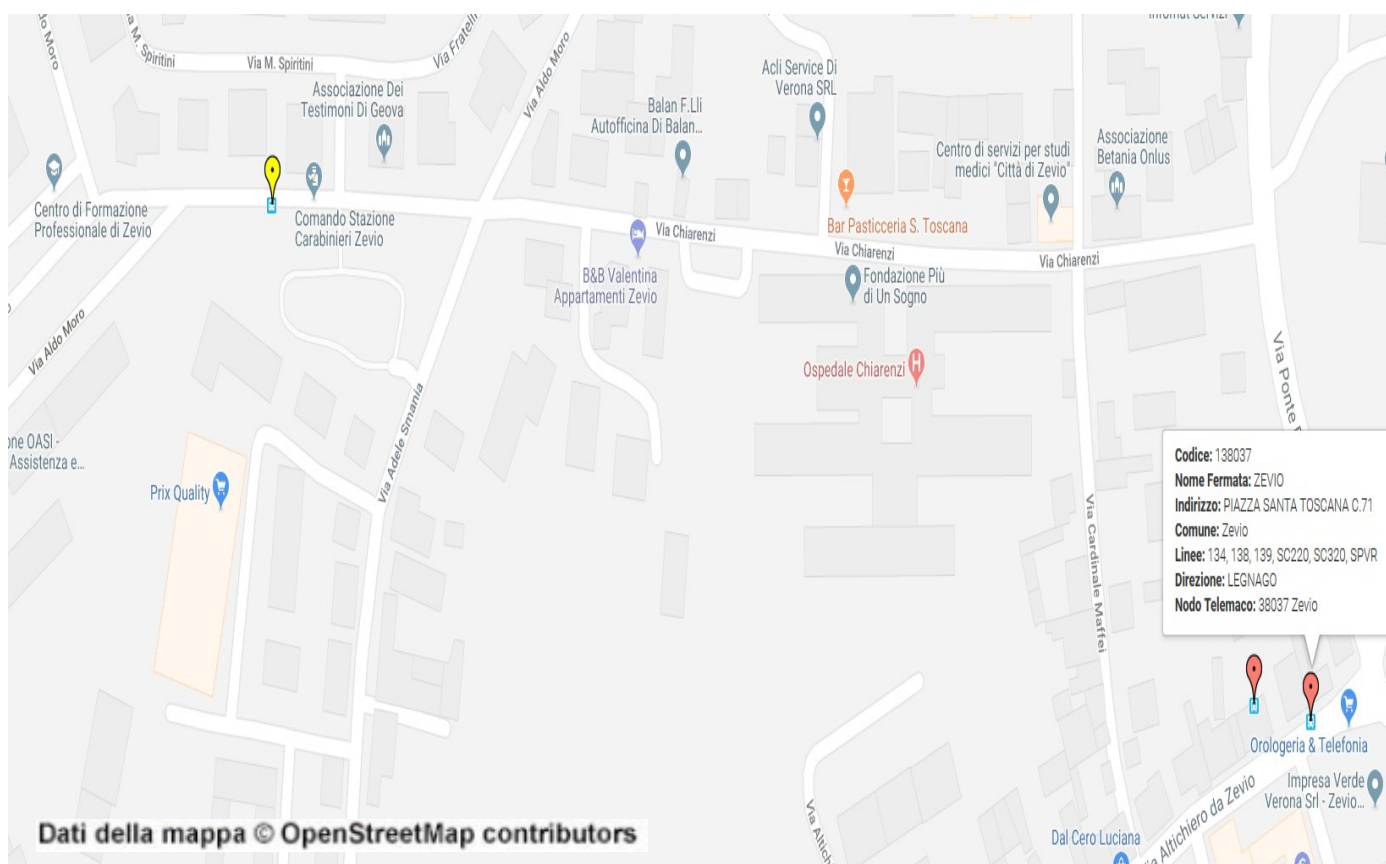 Aldo Moro
Via M. Spiritini
Via M. Spiritini
Via Fratelli
Via Aldo Moro
Associazione Dei
Testimoni Di Geova
Balan F.Lli
Autofficina Di Balan...
Acli Service Di
Verona SRL
Centro di servizi per studi
medici "Città di Zevio"
Associazione
Betania Onlus
Centro di Formazione
Professionale di Zevio
Comando Stazione
Carabinieri Zevio
Via Chiarenzi
Bar Pasticceria S. Toscana
Via Chiarenzi
Via Chiarenzi
B&B Valentina
Appartamenti Zevio
Fondazione Più
di Un Sogno
Via Aldo Moro
Ospedale Chiarenzi
H
Via Ponte
Via Adele Smania
one OASI -
Assistenza e...
Prix Quality
Via Cardinale Maffei
Codice: 138037
Nome Fermata: ZEVIO
Indirizzo: PIAZZA SANTA TOSCANA C.71
Comune: Zevio
Linee: 134, 138, 139, SC220, SC320, SPVR
Direzione: LEGNAGO
Nodo Telemaco: 38037 Zevio
Orologeria & Telefonia
Impresa Verde
Verona Srl - Zevio...
Via Altichiero da Zevio
Dal Cero Luciana
Dati della mappa © OpenStreetMap contributors